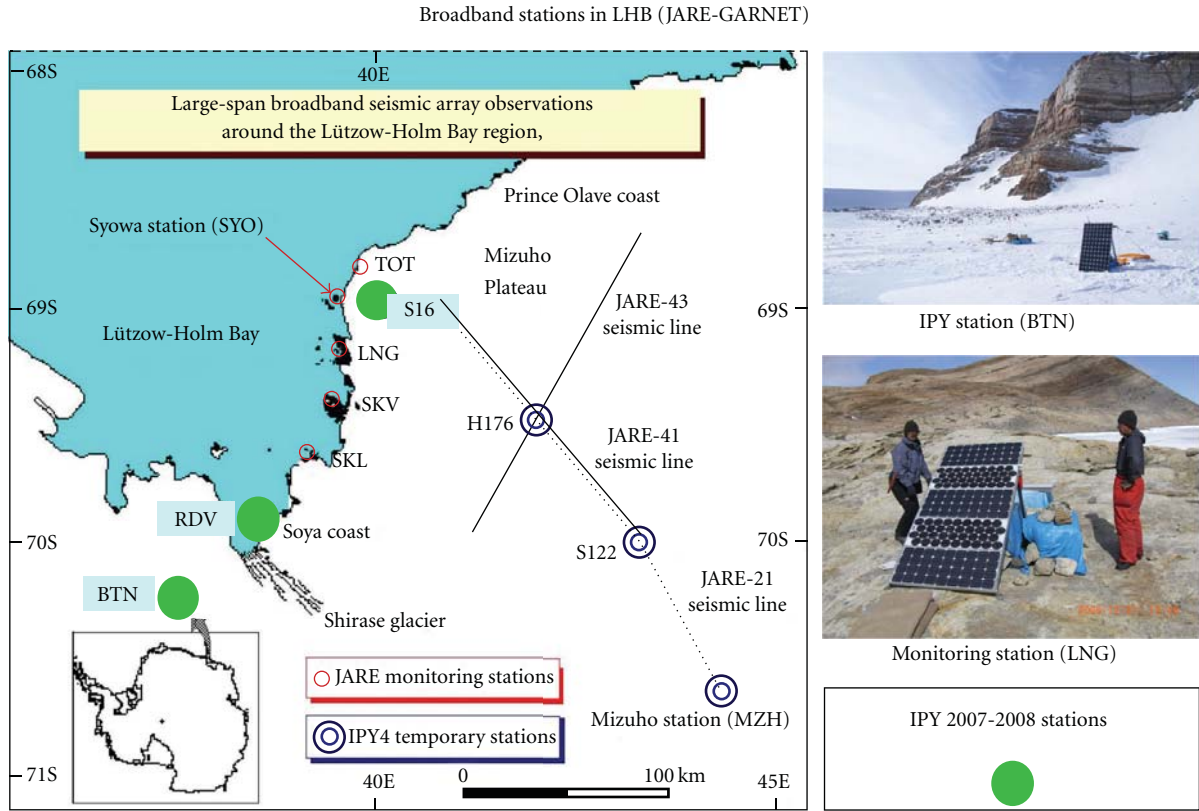 Broadband stations in LHB (JARE-GARNET)
68S
40E
Large-span broadband seismic array observations
around the Lützow-Holm Bay region,
Prince Olave coast
Syowa station (SYO)
TOT
Mizuho
Plateau
JARE-43
seismic line
69S
S16
69S
Lützow-Holm Bay
LNG
SKV
H176
JARE-41
seismic line
SKL
RDV
Soya coast
70S
S122
70S
JARE-21
seismic line
BTN
Shirase glacier
JARE monitoring stations
Mizuho station (MZH)
IPY4 temporary stations
71S
40E
0
100 km
45E
IPY station (BTN)
Monitoring station (LNG)
IPY 2007-2008 stations